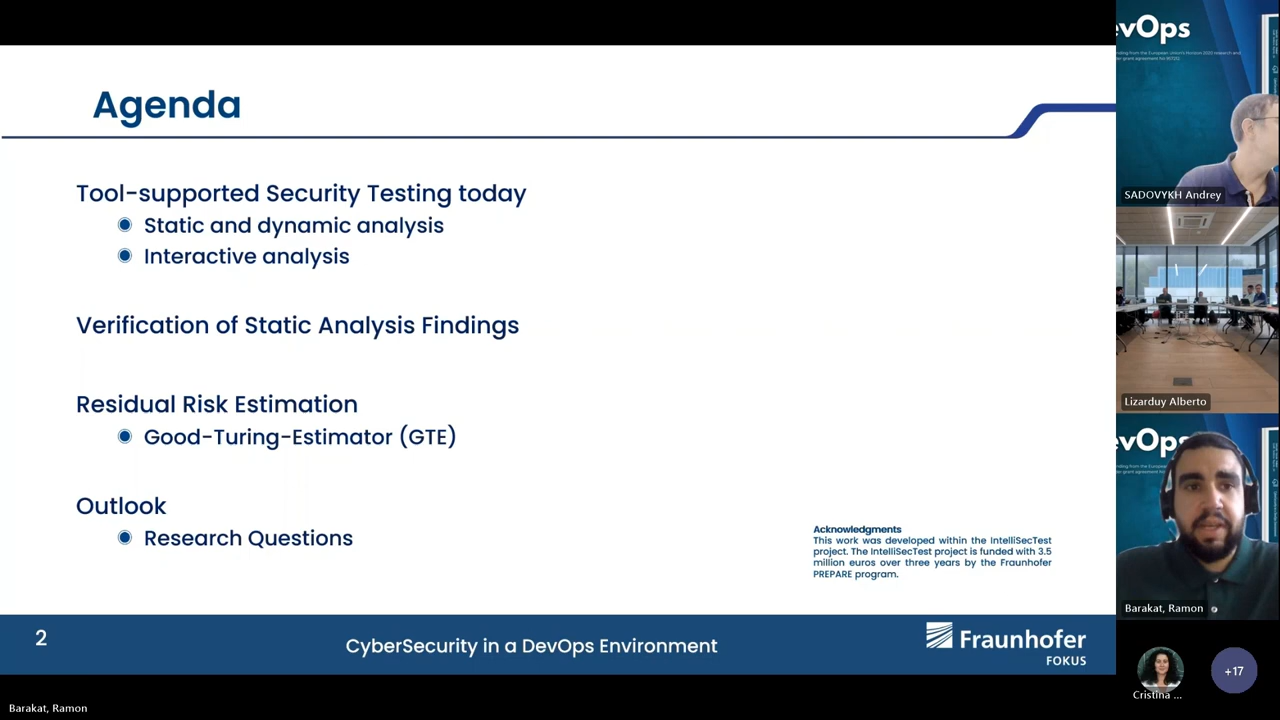 Agenda
Tool-supported Security Testing today
Static and dynamic analysis
Interactive analysis
Verification of Static Analysis Findings
Residual Risk Estimation
Good-Turing-Estimator (GTE)
Outlook
Research Questions
Acknowledgments
This work was developed within the IntelliSecTest
project. The IntelliSecTest project is funded with 3.5
million euros over three years by the Fraunhofer
PREPARE program.
2
CyberSecurity in a DevOps Environment
Fraunhofer
FOKUS
Barakat, Ramon
evOps
SADOVYKH Andrey
Lizarduy Alberto
evOps
Barakat, Ramon
Cristina ...
+17